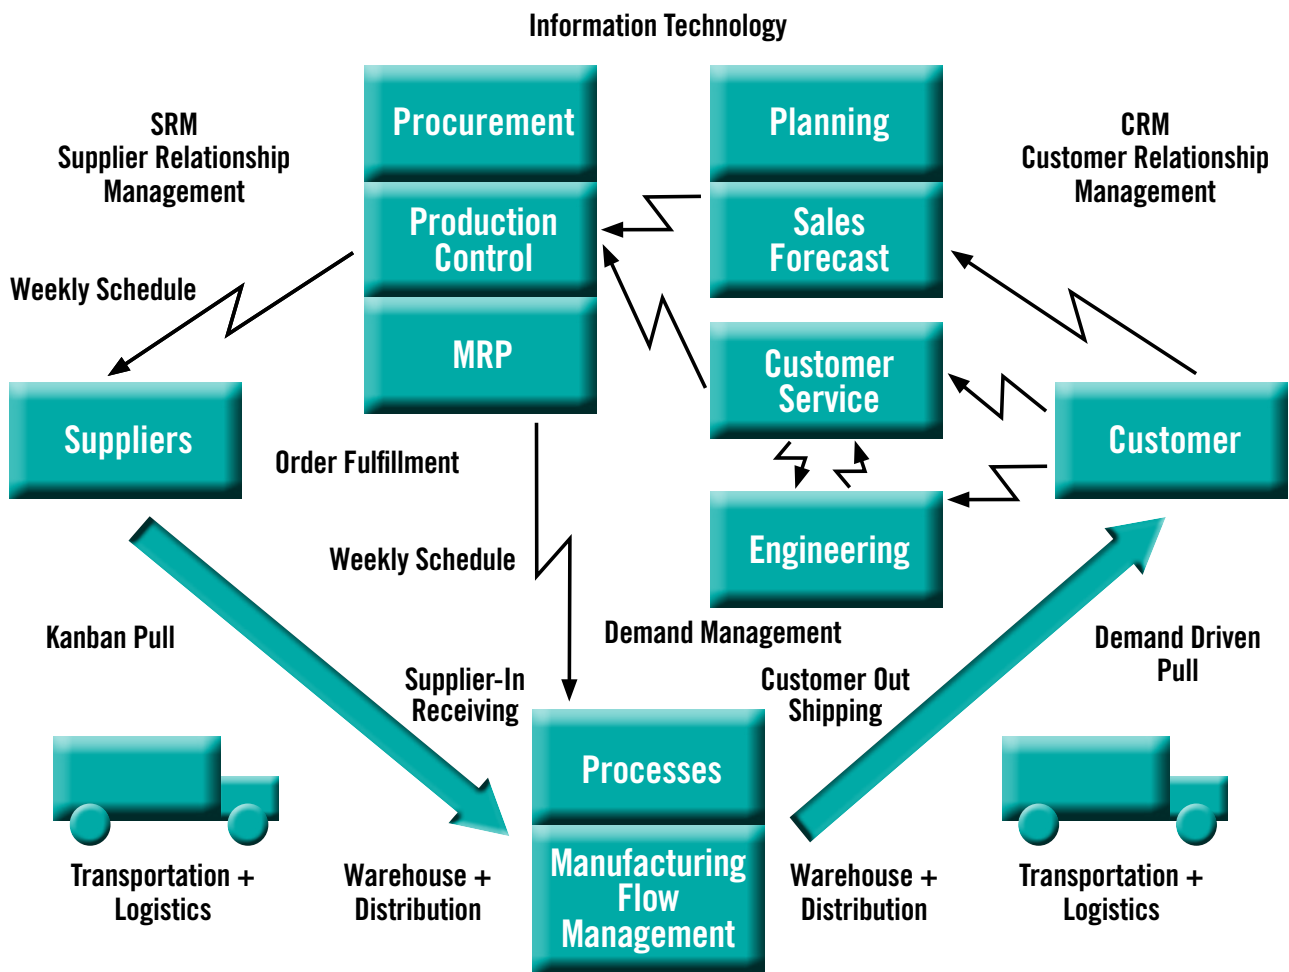 Information Technology
Procurement
Planning
SRM
Supplier Relationship
Management
CRM
Customer Relationship
Management
Production
Control
Sales
Forecast
Weekly Schedule
MRP
Customer
Service
Suppliers
Customer
Order Fulfillment
Weekly Schedule
Engineering
Kanban Pull
Demand Management
Demand Driven
Pull
Supplier-In
Receiving
Customer Out
Shipping
Processes
Transportation +
Logistics
Warehouse +
Distribution
Manufacturing
Flow
Management
Warehouse +
Distribution
Transportation +
Logistics